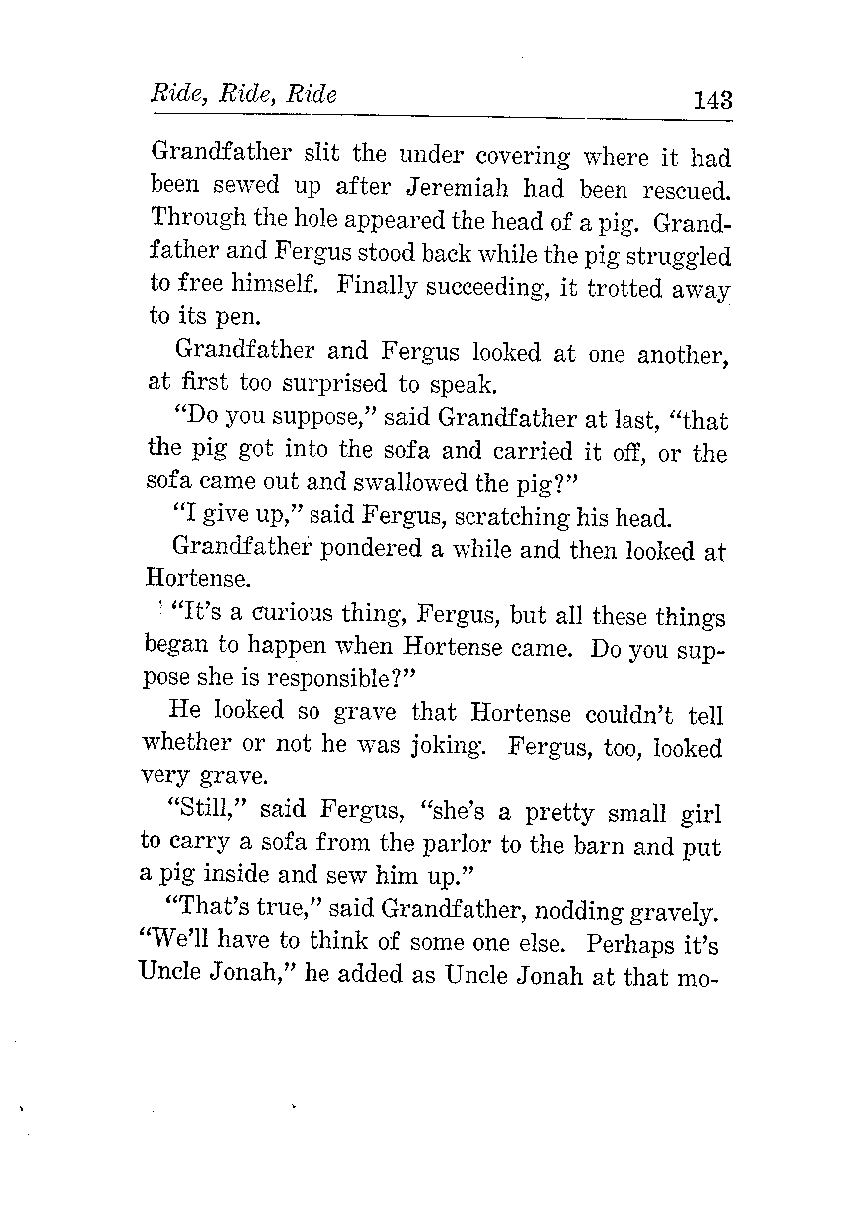 Ride, Ride, Ride 143
Grandfather slit the under covering where it had
been sewed up after Jeremiah had been rescued.
Through the hole appeared the head of a pig. Grand-
father and Fergus stood back while the pig struggled
to free himself. Finally succeeding, it trotted away
to its pen.
Grandfather and Fergus looked at one another,
at first too surprised to speak.
“Do you suppose,” said Grandfather at last, “that
the pig got into the sofa and carried it off, or the
sofa came out and swallowed the pig?”
“I give up,” said Fergus, scratching his head.
Grandfather pondered a while and then looked at
Hortense.
“It’s a curious thing, Fergus, but all these things
began to happen when Hortense came. Do you sup-
pose she is responsible?”
He looked so grave that Hortense couldn’t tell
whether or not he was joking. Fergus, too, looked
very grave.
“Still,” said Fergus, “she’s a pretty small girl
to carry a sofa from the parlor to the barn and put
a pig inside and sew him up.”
“That’s true,” said Grandfather, nodding gravely.
“We’ll have to think of some one else. Perhaps it’s
Uncle Jonah,” he added as Uncle Jonah at that mo-